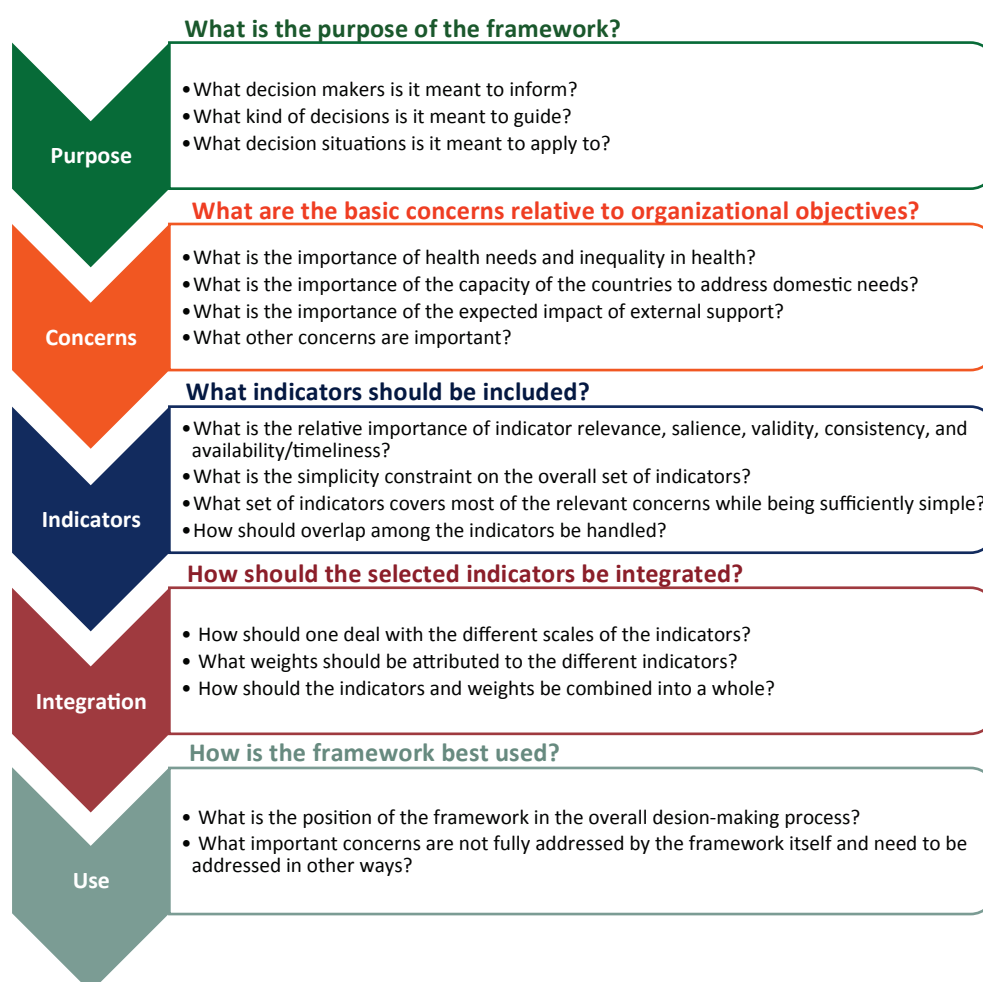 What is the purpose of the framework?
•What decision makers is it meant to inform?
•What kind of decisions is it meant to guide?
•What decision situations is it meant to apply to?
Purpose
What are the basic concerns relative to organizational objectives?
•What is the importance of health needs and inequality in health?
•What is the importance of the capacity of the countries to address domestic needs?
•What is the importance of the expected impact of external support?
•What other concerns are important?
Concerns
What indicators should be included?
•What is the relative importance of indicator relevance, salience, validity, consistency, and
availability/timeliness?
•What is the simplicity constraint on the overall set of indicators?
•What set of indicators covers most of the relevant concerns while being sufficiently simple?
•How should overlap among the indicators be handled?
Indicators
How should the selected indicators be integrated?
• How should one deal with the different scales of the indicators?
• What weights should be attributed to the different indicators?
• How should the indicators and weights be combined into a whole?
Integration
How is the framework best used?
• What is the position of the framework in the overall desion-making process?
• What important concerns are not fully addressed by the framework itself and need to be
addressed in other ways?
Use